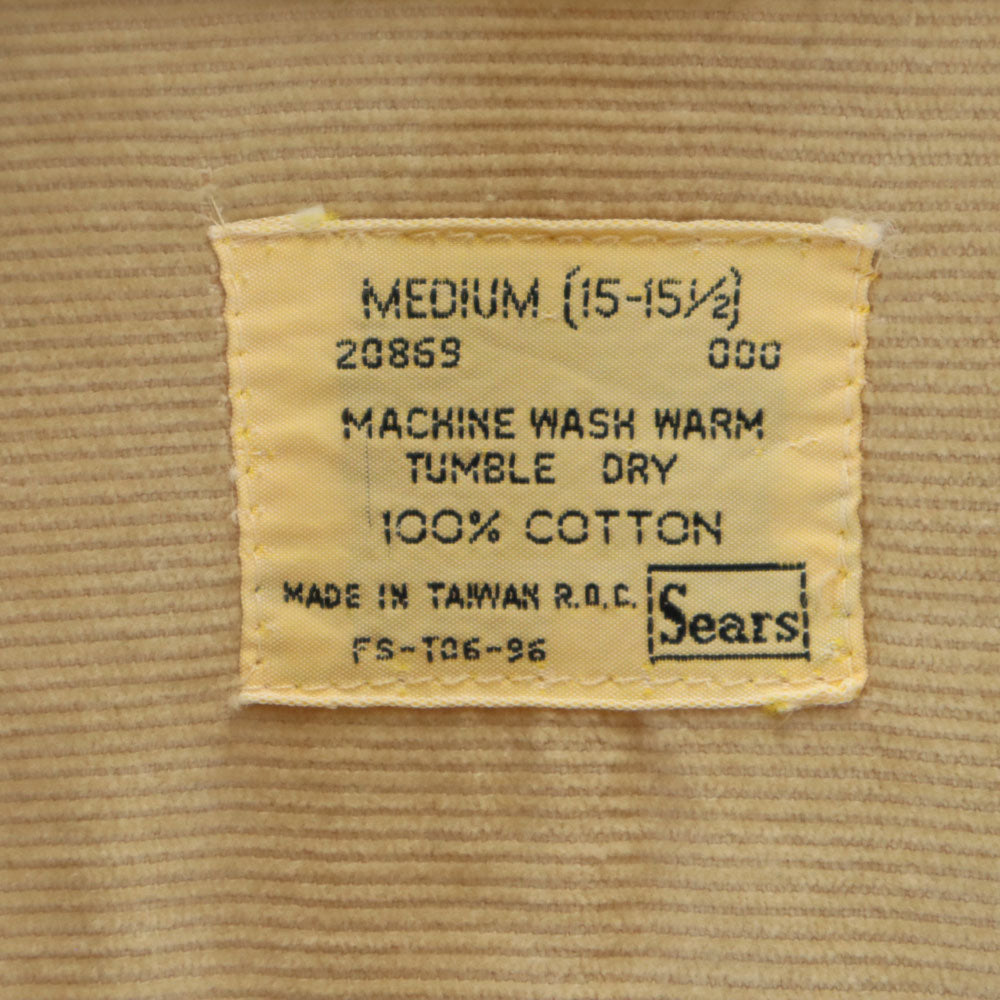 MEDIUM (15-15½)
20869 000
MACHINE WASH WARM
TUMBLE DRY
100% COTTON
MADE IN TAIWAN R.O.C.
Sears
FS-T06-96